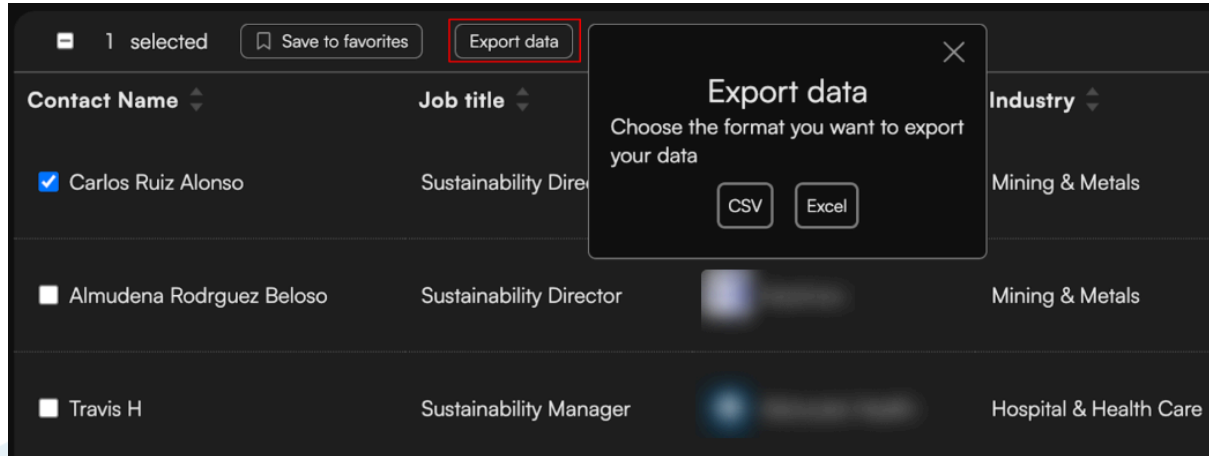 1 selected Save to favorites Export data
Export data
Choose the format you want to export
your data
CSV Excel
Contact Name Job title Industry
Carlos Ruiz Alonso Sustainability Dire Mining & Metals
Almudena Rodrguez Beloso Sustainability Director Mining & Metals
Travis H Sustainability Manager Hospital & Health Care